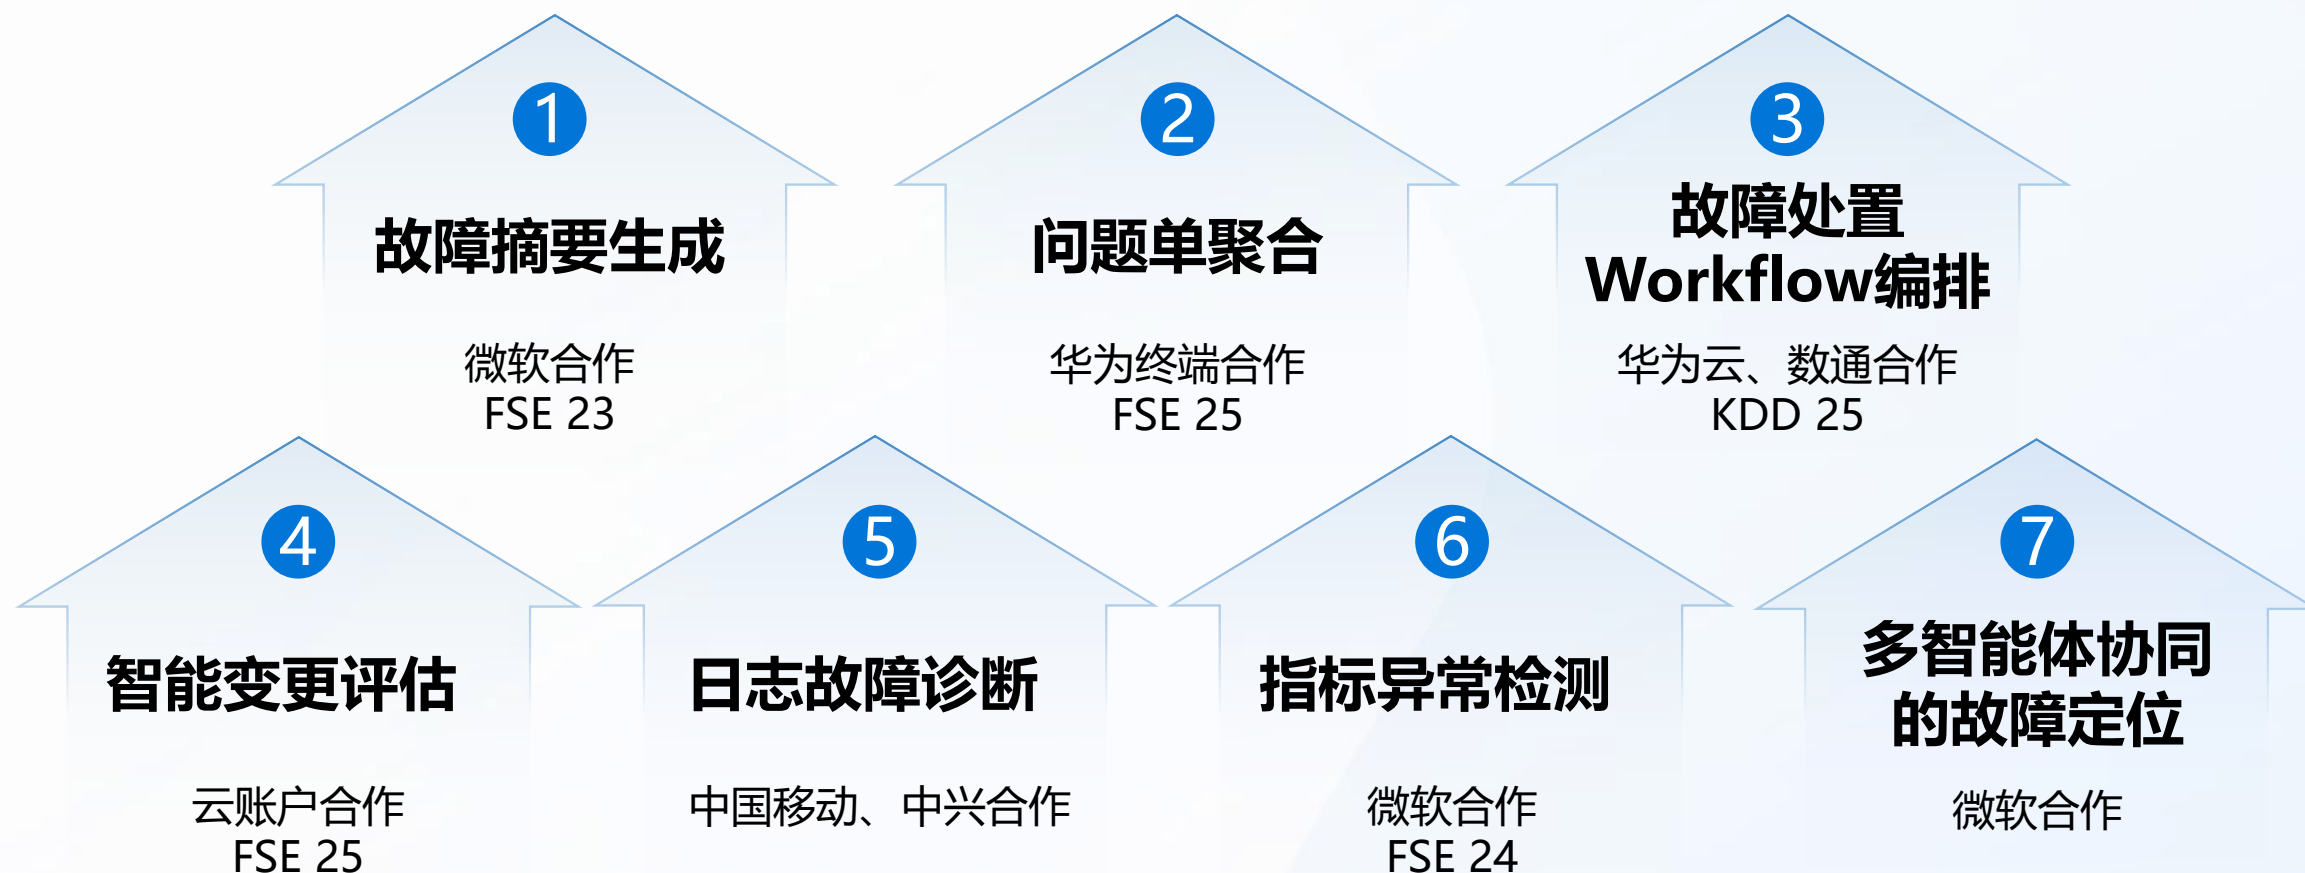 1
故障摘要生成
微软合作
FSE 23
2
问题单聚合
华为终端合作
FSE 25
3
故障处置
Workflow编排
华为云、数通合作
KDD 25
4
智能变更评估
云账户合作
FSE 25
5
日志故障诊断
中国移动、中兴合作
6
指标异常检测
微软合作
FSE 24
7
多智能体协同
的故障定位
微软合作